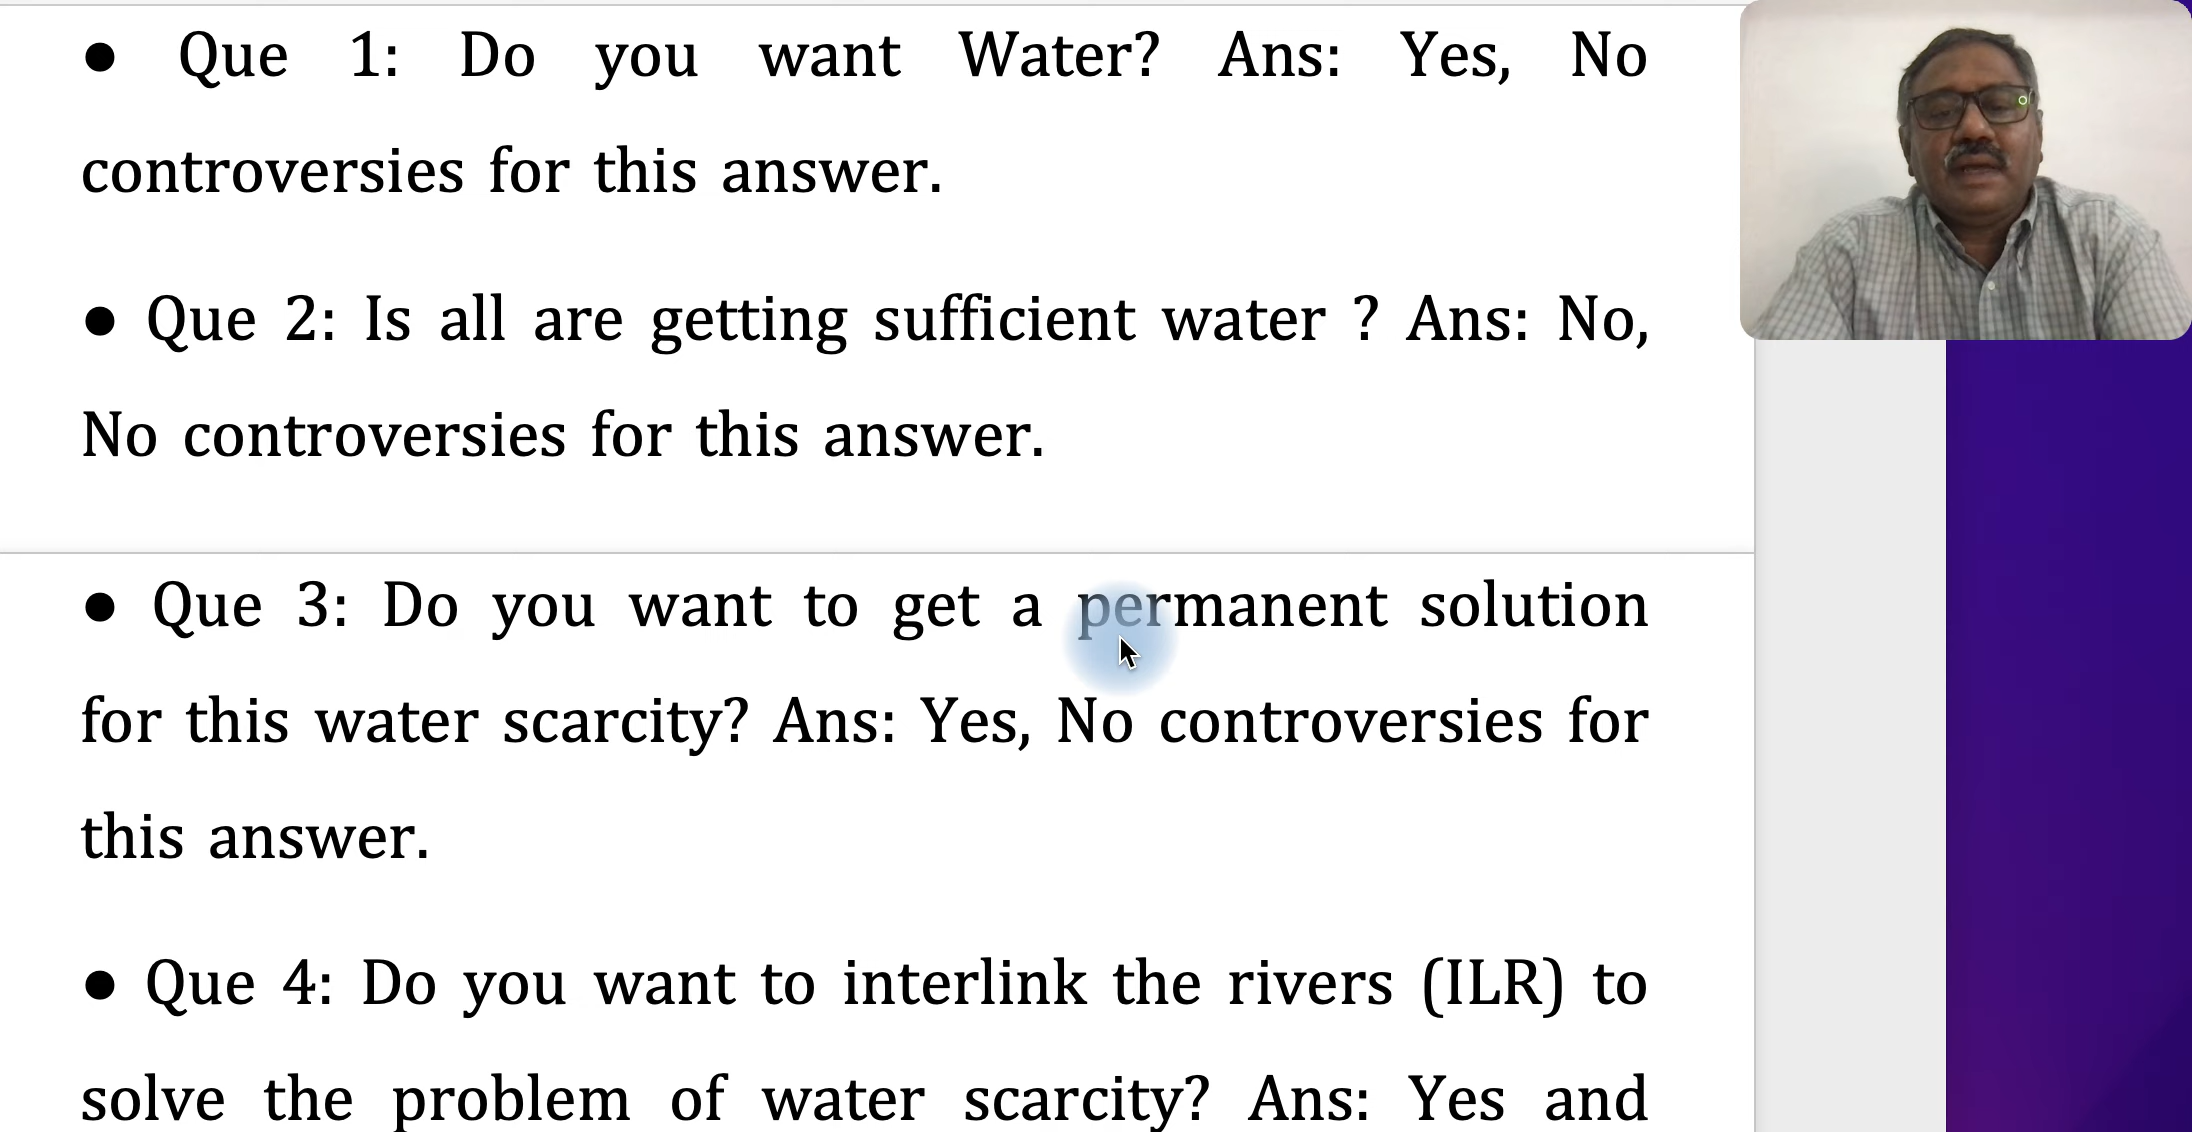 ● Que 1: Do you want Water? Ans: Yes, No
controversies for this answer.
● Que 2: Is all are getting sufficient water ? Ans: No,
No controversies for this answer.
● Que 3: Do you want to get a permanent solution
for this water scarcity? Ans: Yes, No controversies for
this answer.
● Que 4: Do you want to interlink the rivers (ILR) to
solve the problem of water scarcity? Ans: Yes and